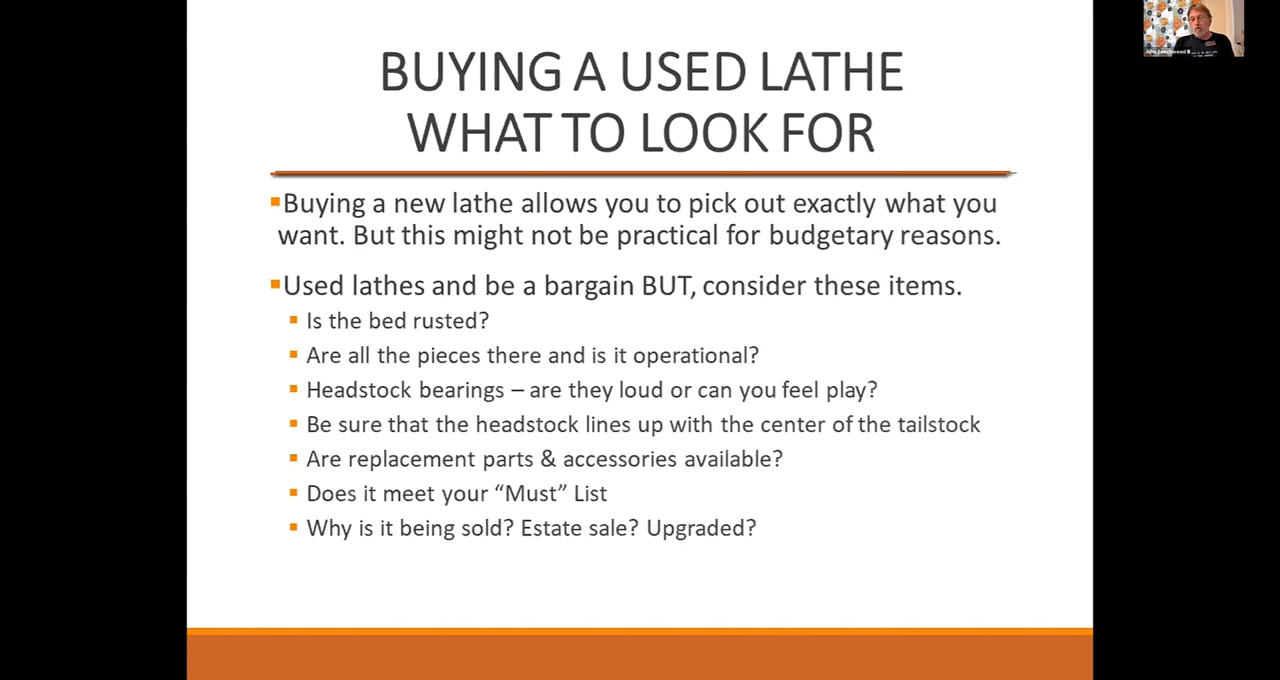 BUYING A USED LATHE
WHAT TO LOOK FOR
▪Buying a new lathe allows you to pick out exactly what you
want. But this might not be practical for budgetary reasons.
▪Used lathes and be a bargain BUT, consider these items.
▪ Is the bed rusted?
▪ Are all the pieces there and is it operational?
▪ Headstock bearings – are they loud or can you feel play?
▪ Be sure that the headstock lines up with the center of the tailstock
▪ Are replacement parts & accessories available?
▪ Does it meet your “Must” List
▪ Why is it being sold? Estate sale? Upgraded?